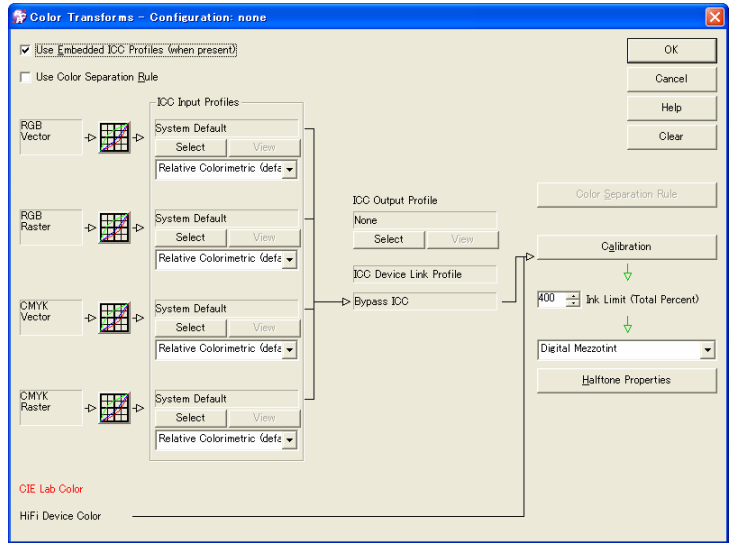 Color Transforms - Configuration: none
Use Embedded ICC Profiles (when present)
OK
Use Color Separation Rule
Cancel
Help
Clear
ICC Input Profiles
RGB
Vector
System Default
Select
View
Relative Colorimetric (defa
RGB
Raster
System Default
Select
View
Relative Colorimetric (defa
CMYK
Vector
System Default
Select
View
Relative Colorimetric (defa
CMYK
Raster
System Default
Select
View
Relative Colorimetric (defa
ICC Output Profile
None
Select
View
ICC Device Link Profile
Bypass ICC
Color Separation Rule
Calibration
400
Ink Limit (Total Percent)
Digital Mezzotint
Halftone Properties
CIE Lab Color
HiFi Device Color